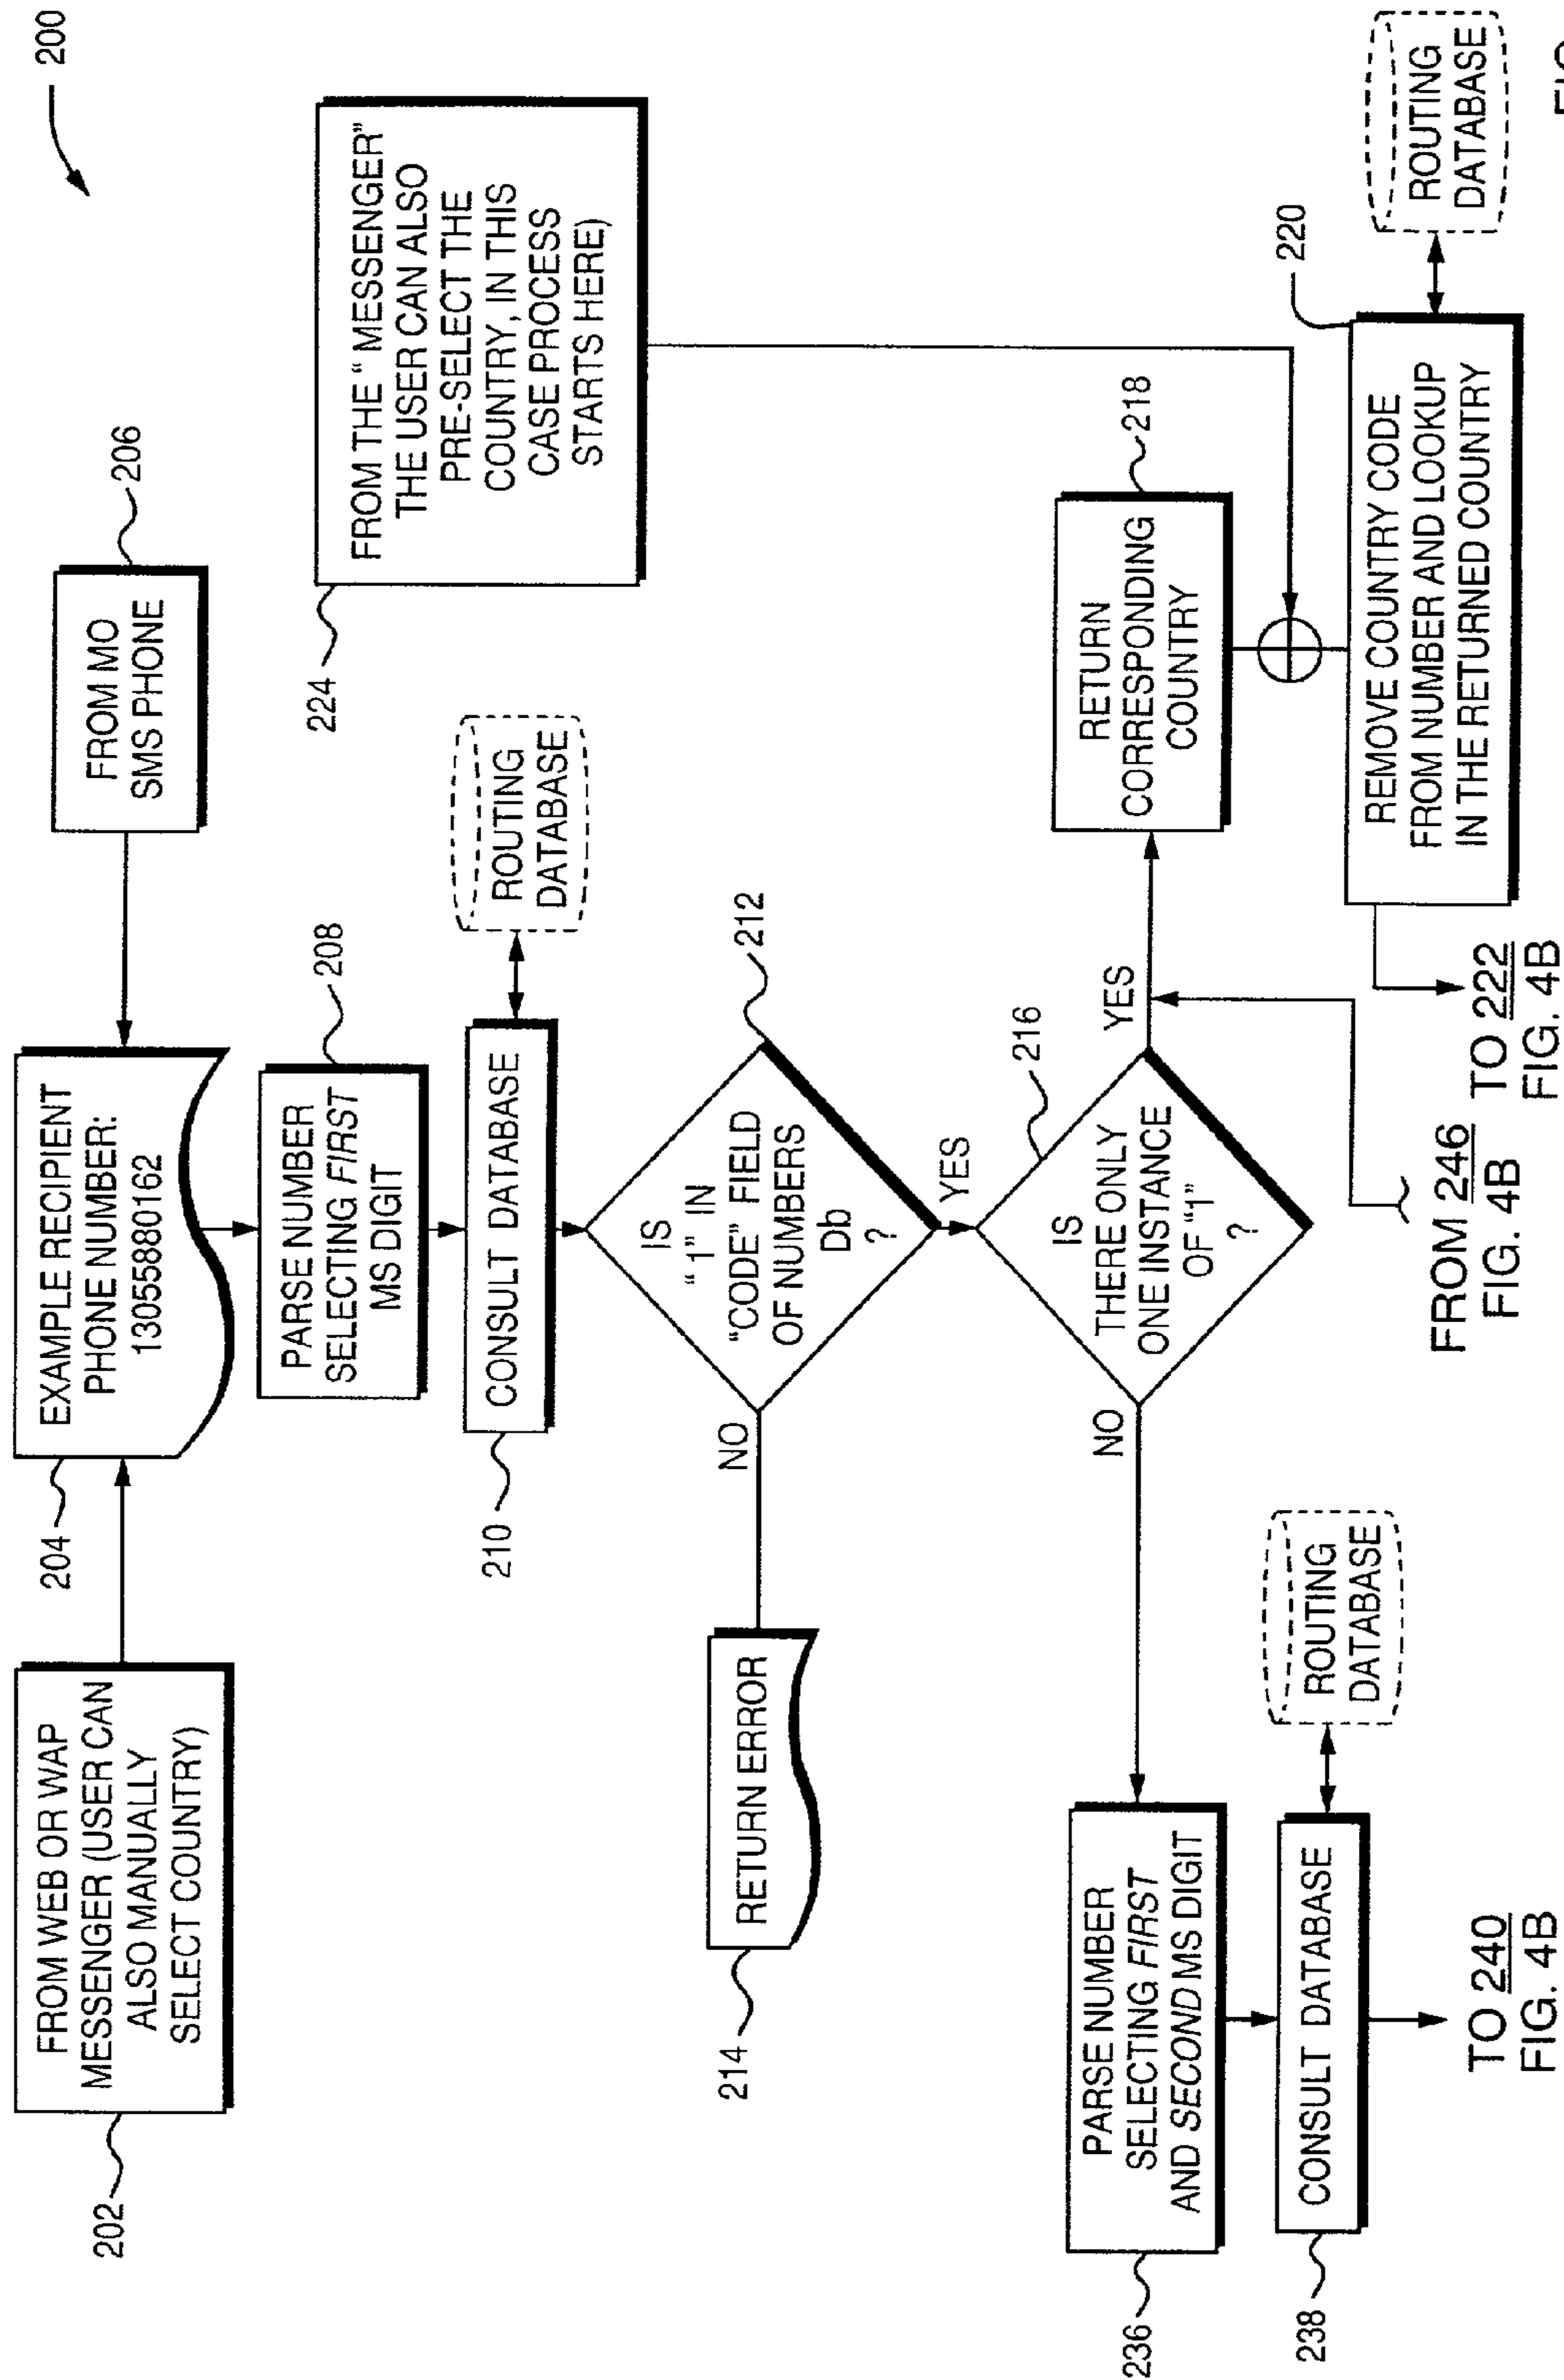 200
FROM WEB OR WAP
MESSENGER (USER CAN
ALSO MANUALLY
SELECT COUNTRY)
202
204
EXAMPLE RECIPIENT
PHONE NUMBER:
13055880162
FROM MO
SMS PHONE
206
PARSE NUMBER
SELECTING FIRST
MS DIGIT
208
FROM THE “ MESSENGER”
THE USER CAN ALSO
PRE-SELECT THE
COUNTRY, IN THIS
CASE PROCESS
STARTS HERE)
224
210
CONSULT DATABASE
ROUTING
DATABASE
IS
“ 1” IN
“CODE” FIELD
OF NUMBERS
Db
?
212
NO
YES
RETURN ERROR
214
IS
THERE ONLY
ONE INSTANCE
OF “1”
?
216
NO
YES
RETURN
CORRESPONDING
COUNTRY
218
PARSE NUMBER
SELECTING FIRST
AND SECOND MS DIGIT
236
CONSULT DATABASE
238
ROUTING
DATABASE
REMOVE COUNTRY CODE
FROM NUMBER AND LOOKUP
IN THE RETURNED COUNTRY
220
ROUTING
DATABASE
TO 240
FIG. 4B
FROM 246
FIG. 4B
TO 222
FIG. 4B